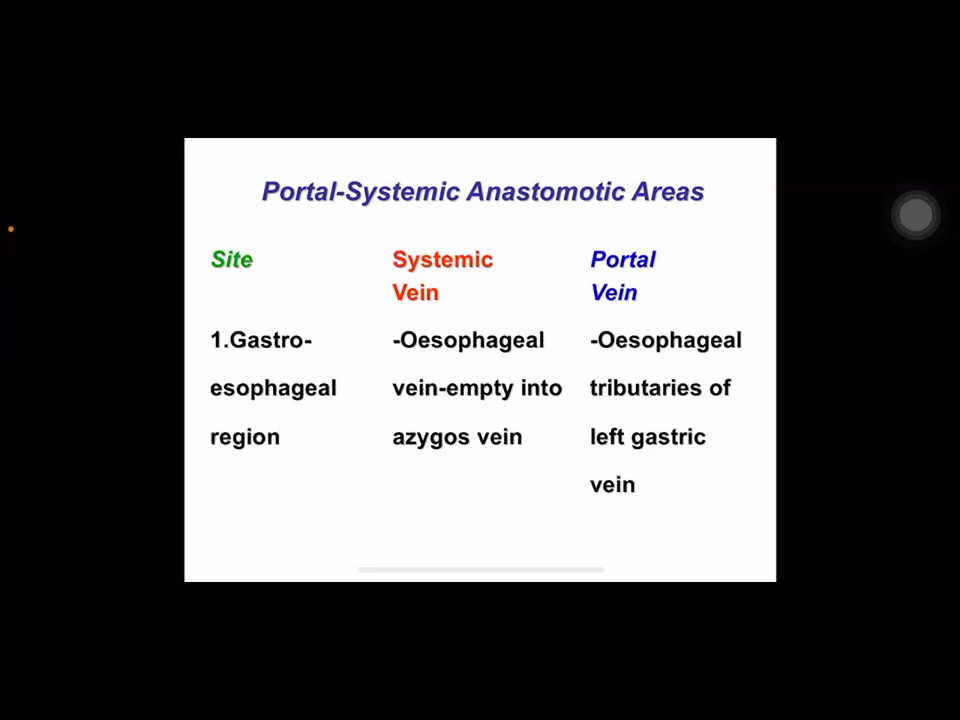 Portal-Systemic Anastomotic Areas
Site Systemic Vein Portal Vein
1.Gastro- -Oesophageal -Oesophageal
esophageal vein-empty into tributaries of
region azygos vein left gastric
vein